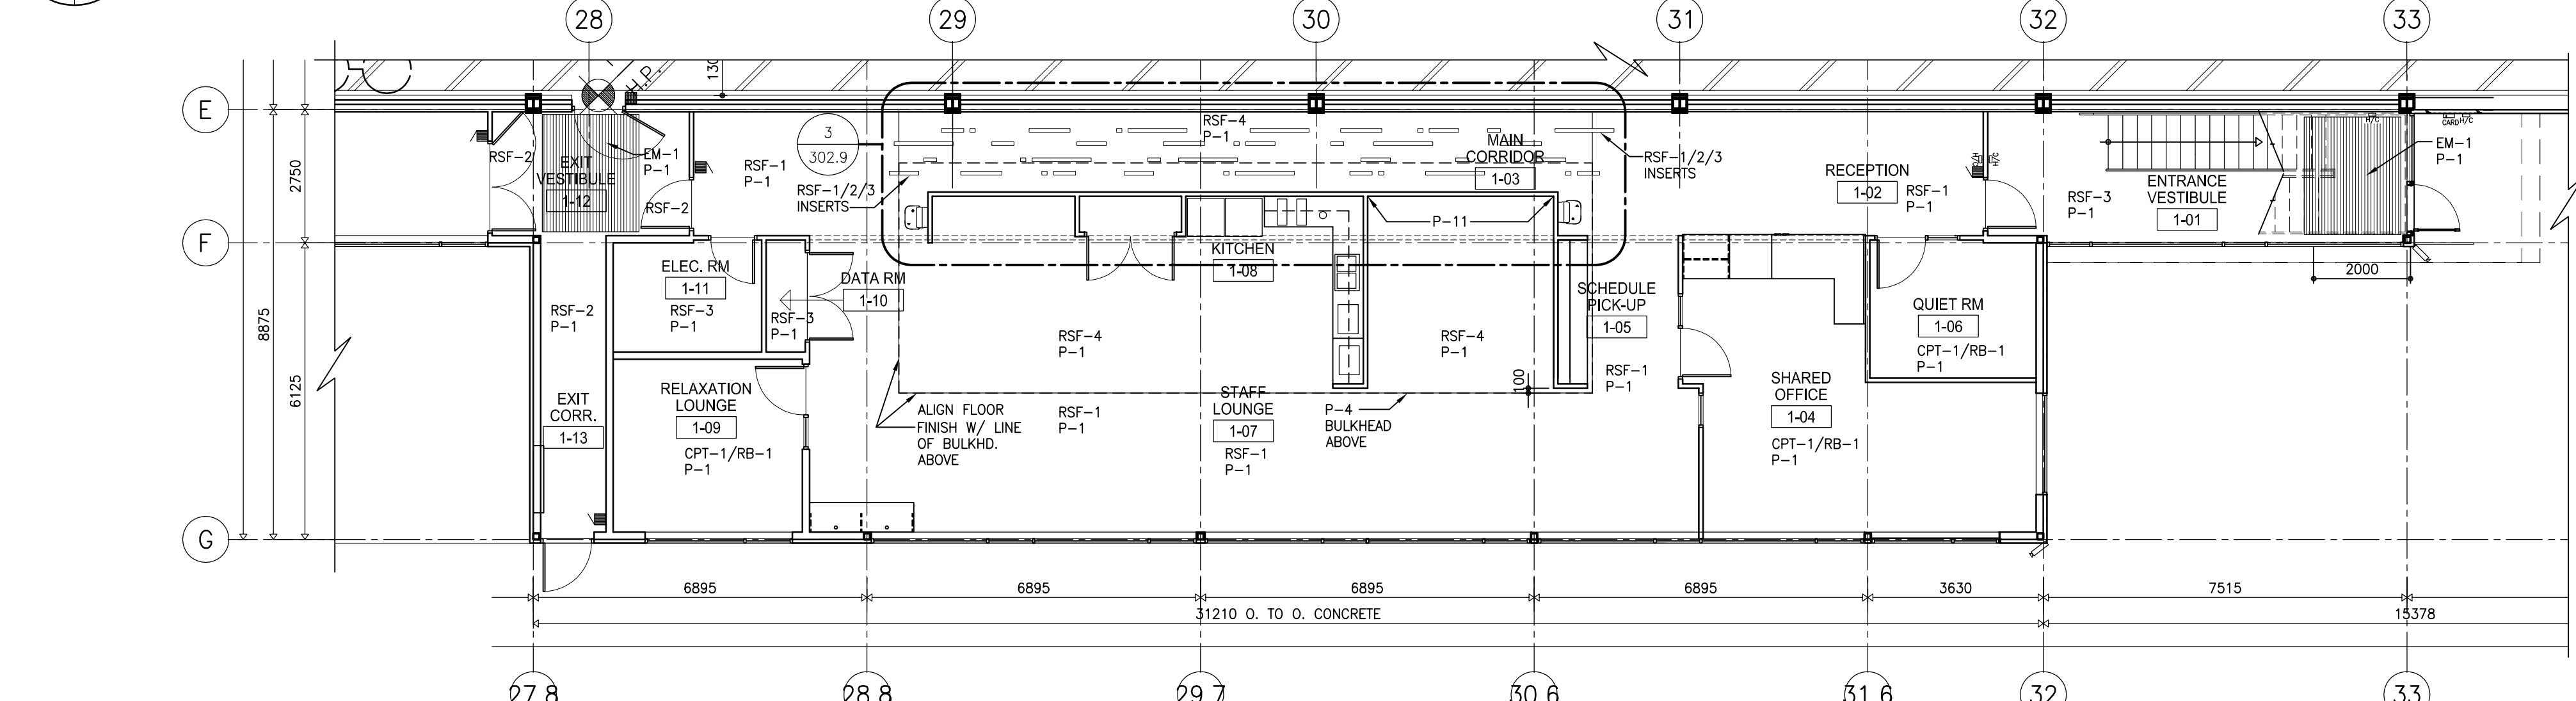 28
29
30
31
32
33
H.P.
E
2750
RSF-2
EXIT
VESTIBULE
1-12
EM-1
P-1
RSF-2
RSF-1
P-1
3
302.9
RSF-1/2/3
INSERTS
RSF-4
P-1
MAIN
CORRIDOR
1-03
RSF-1/2/3
INSERTS
RECEPTION
1-02
RSF-1
P-1
RSF-3
P-1
ENTRANCE
VESTIBULE
1-01
CARD
H/C
EM-1
P-1
2000
F
8875
6125
RSF-2
P-1
ELEC. RM
1-11
RSF-3
P-1
RSF-3
P-1
DATA RM
1-10
KITCHEN
1-08
P-11
RSF-4
P-1
RSF-4
P-1
SCHEDULE
PICK-UP
1-05
RSF-1
P-1
QUIET RM
1-06
CPT-1/RB-1
P-1
EXIT
CORR.
1-13
RELAXATION
LOUNGE
1-09
CPT-1/RB-1
P-1
ALIGN FLOOR
FINISH W/ LINE
OF BULKHD.
ABOVE
RSF-1
P-1
STAFF
LOUNGE
1-07
RSF-1
P-1
P-4
BULKHEAD
ABOVE
100
SHARED
OFFICE
1-04
CPT-1/RB-1
P-1
G
6895
6895
6895
6895
3630
7515
31210 O. TO O. CONCRETE
15378
27.8
28.8
29.7
30.6
31.6
32
33